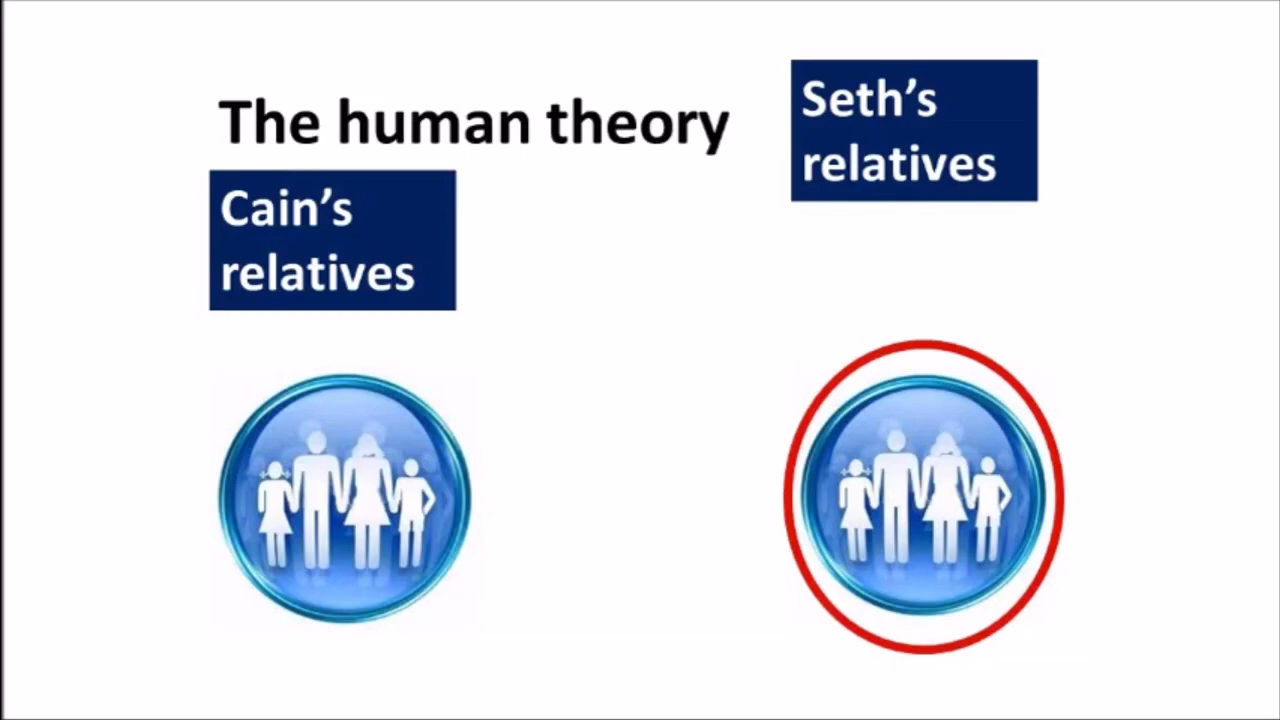 The human theory
Seth’s
relatives
Cain’s
relatives